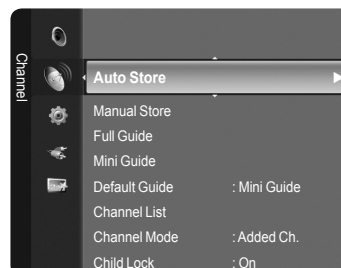 Channel
Auto Store
Manual Store
Full Guide
Mini Guide
Default Guide : Mini Guide
Channel List
Channel Mode : Added Ch.
Child Lock : On